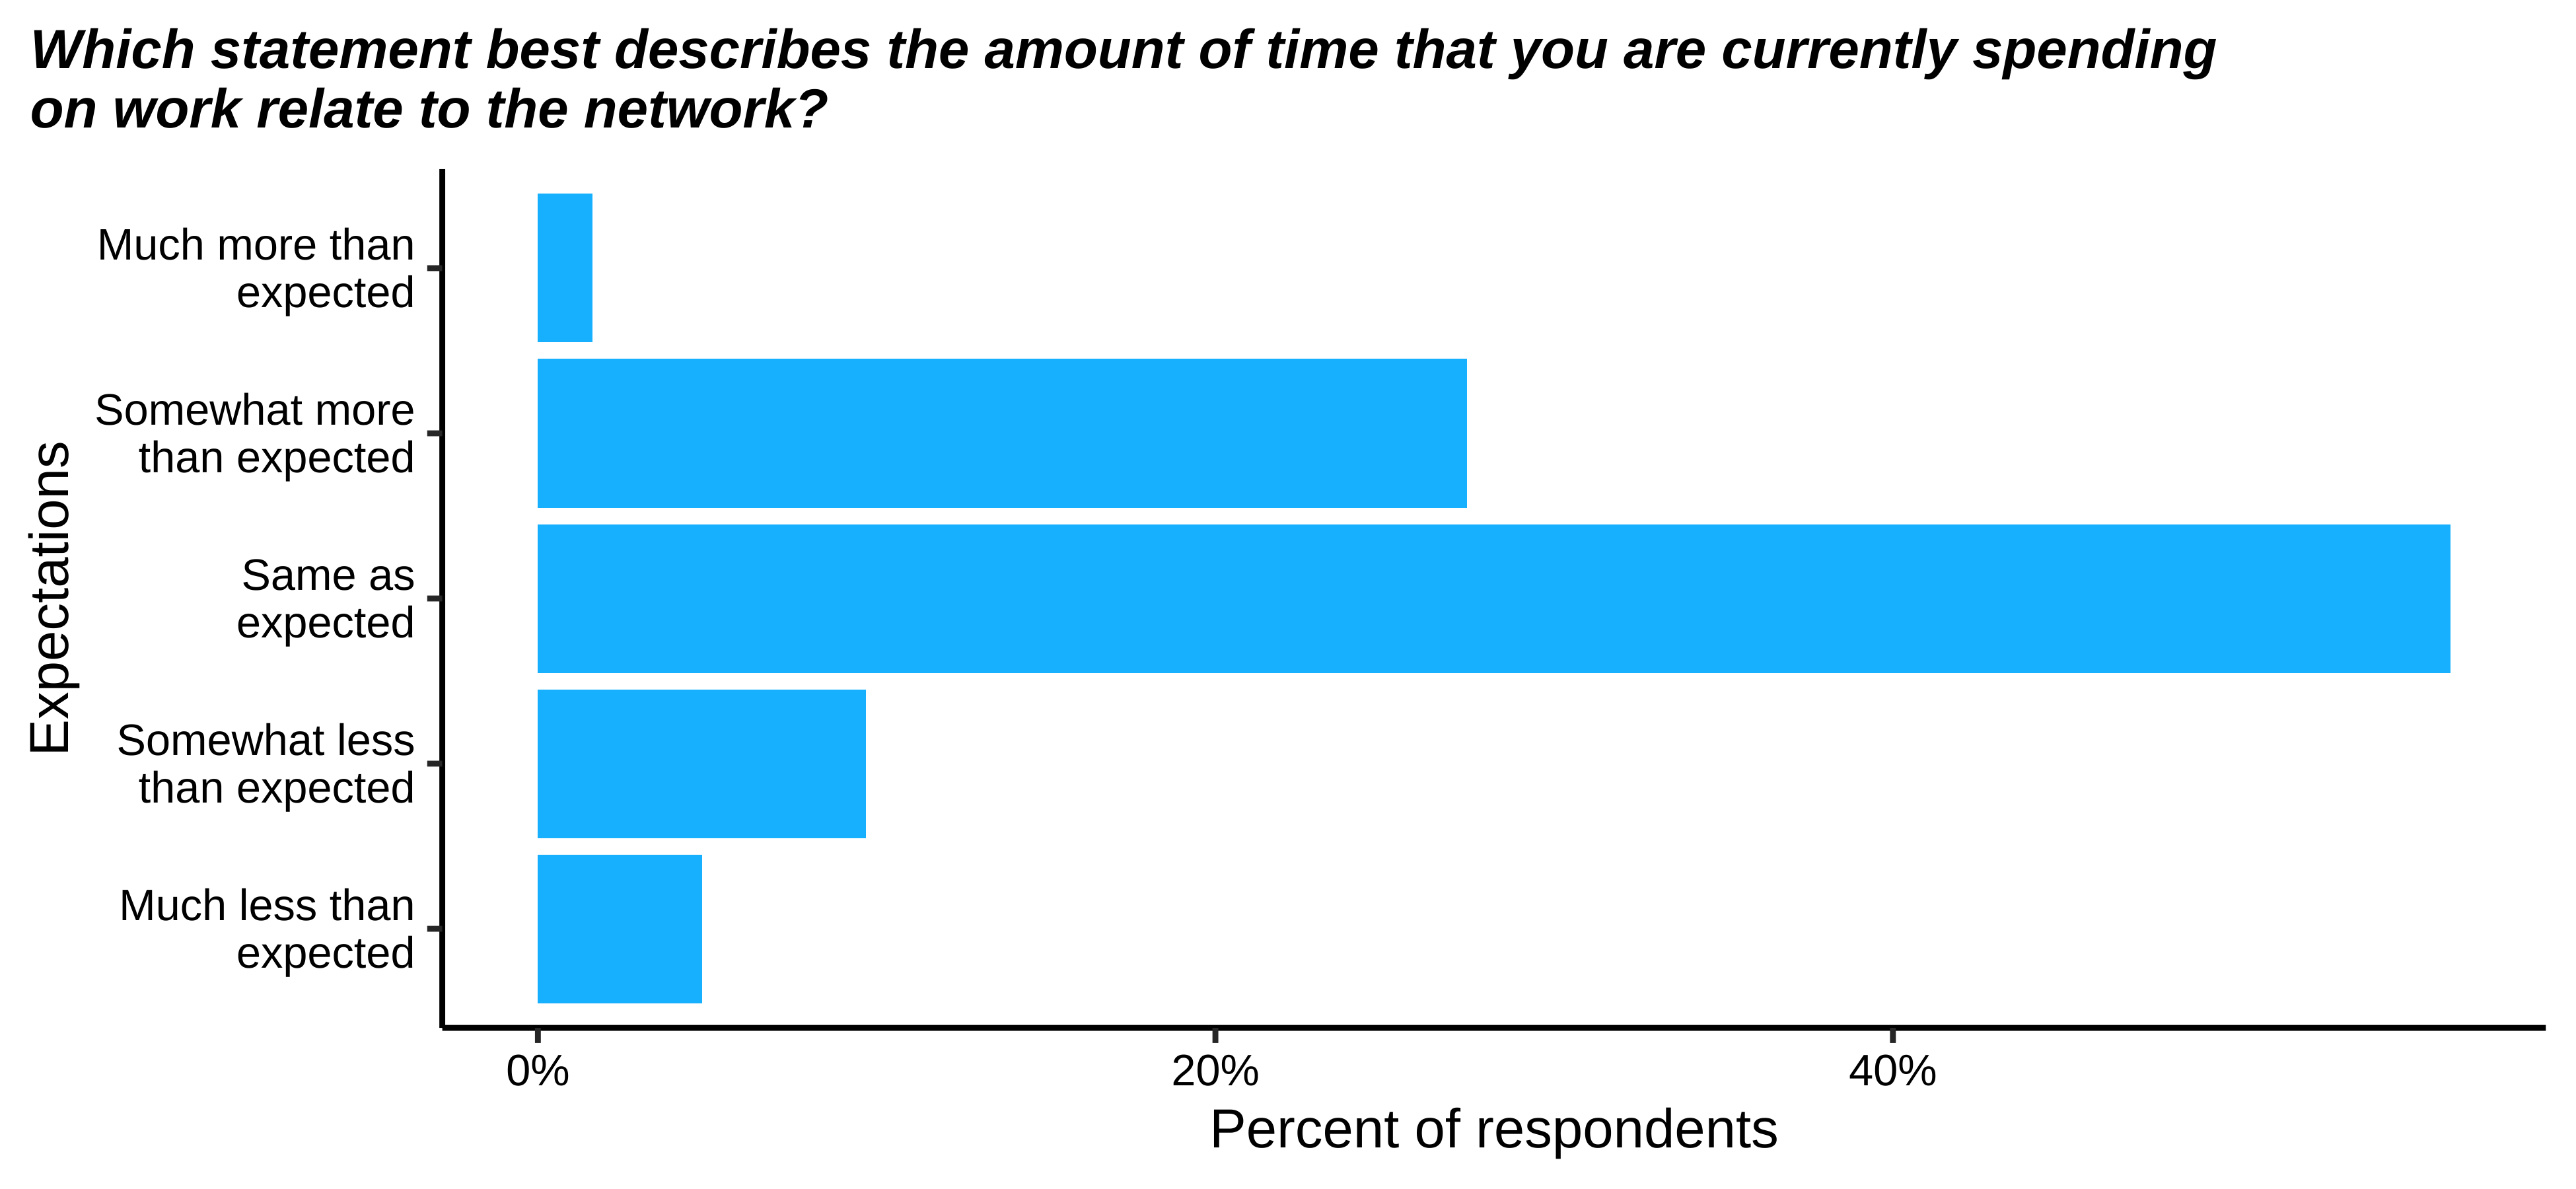 Which statement best describes the amount of time that you are currently spending
on work relate to the network?
Expectations
Much more than
expected
Somewhat more
than expected
Same as
expected
Somewhat less
than expected
Much less than
expected
0%
20%
40%
Percent of respondents